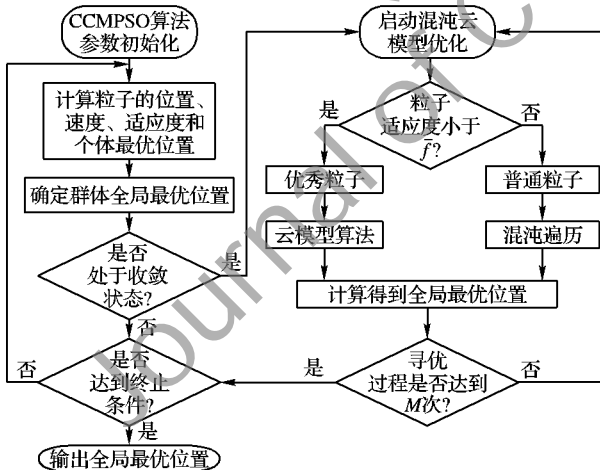 CCMPSO算法
参数初始化
计算粒子的位置、
速度、适应度和
个体最优位置
确定群体全局最优位置
是否
处于收敛
状态?
是
否
是否
达到终止
条件?
否
是
输出全局最优位置
启动混沌云
模型优化
粒子
适应度小于
f̄?
是
否
优秀粒子
普通粒子
云模型算法
混沌遍历
计算得到全局最优位置
寻优
过程是否达到
M次?
是
否
Journal of C